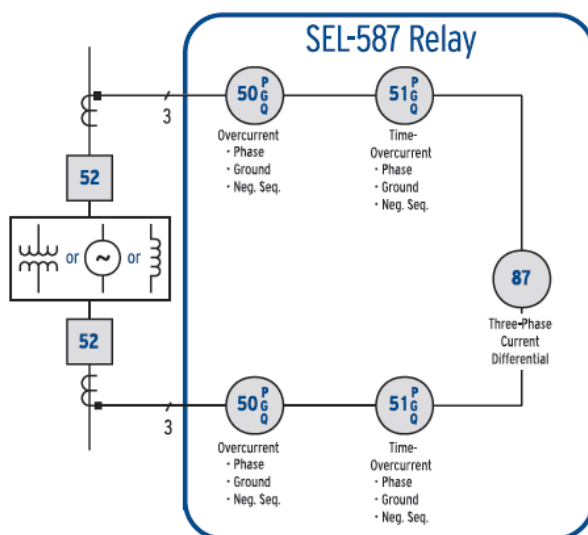 SEL-587 Relay
3
50 P G Q
Overcurrent
· Phase
· Ground
· Neg. Seq.
51 P G Q
Time-
Overcurrent
· Phase
· Ground
· Neg. Seq.
52
or ~ or
87
Three-Phase
Current
Differential
52
3
50 P G Q
Overcurrent
· Phase
· Ground
· Neg. Seq.
51 P G Q
Time-
Overcurrent
· Phase
· Ground
· Neg. Seq.